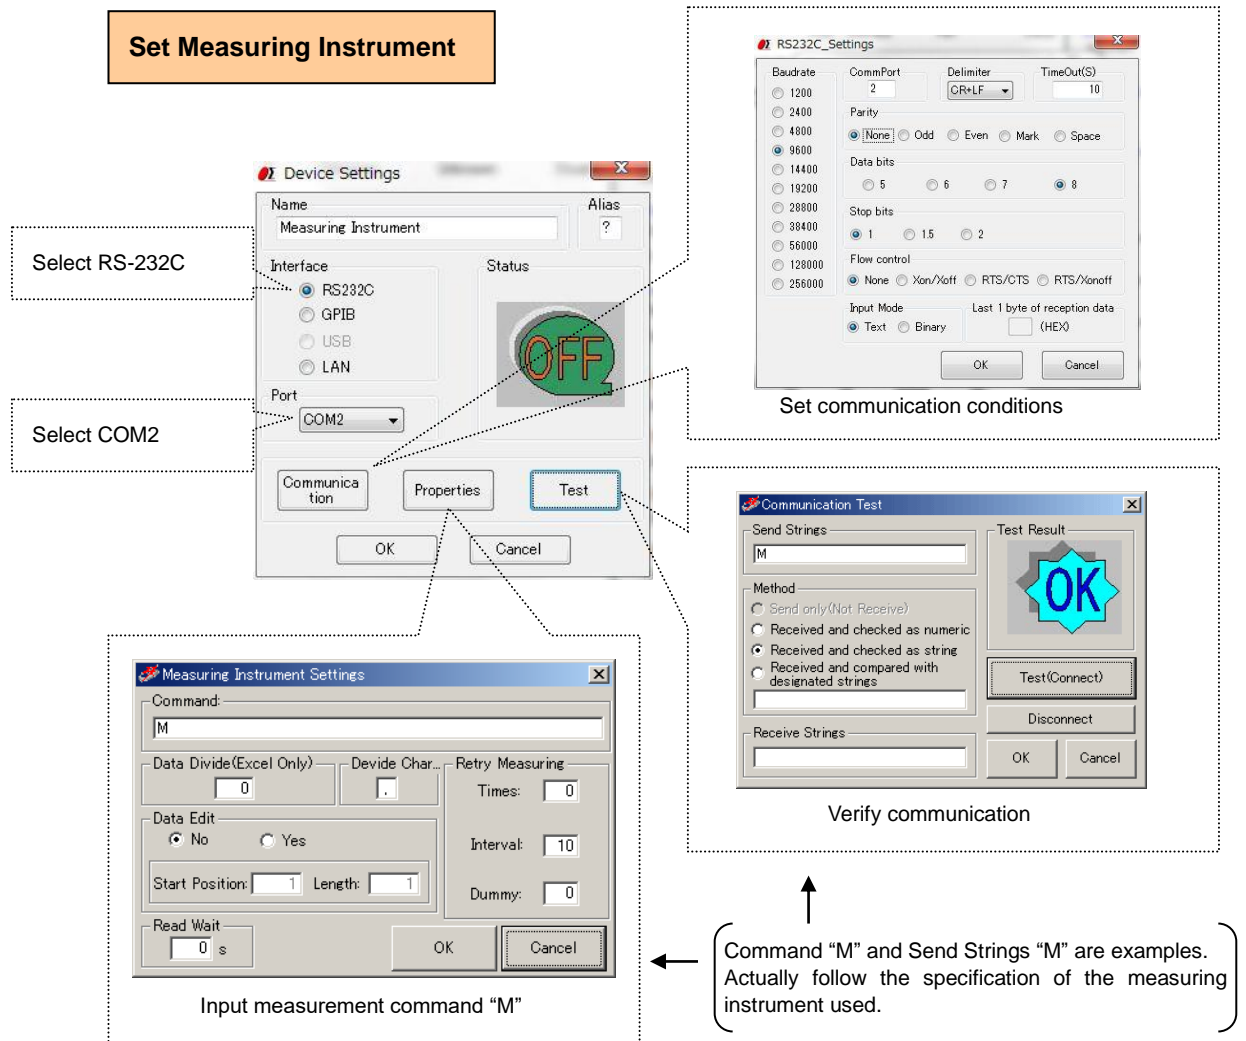 Set Measuring Instrument
RS232C_Settings
Baudrate
1200
2400
4800
9600
14400
19200
28800
38400
56000
128000
256000
CommPort
2
Delimiter
CR+LF
TimeOut(S)
10
Parity
None Odd Even Mark Space
Data bits
5 6 7 8
Stop bits
1 1.5 2
Flow control
None Xon/Xoff RTS/CTS RTS/Xonoff
Input Mode
Text Binary
Last 1 byte of reception data
(HEX)
OK Cancel
Set communication conditions
Device Settings
Name
Measuring Instrument
Alias
?
Interface
RS232C
GPIB
USB
LAN
Status
OFF
Port
COM2
Communica
tion
Properties
Test
OK Cancel
Select RS-232C
Select COM2
Communication Test
Send Strings
M
Method
Send only(Not Receive)
Received and checked as numeric
Received and checked as string
Received and compared with
designated strings
Receive Strings
Test Result
OK
Test(Connect)
Disconnect
OK Cancel
Verify communication
Measuring Instrument Settings
Command:
M
Data Divide(Excel Only)
0
Devide Char...
,
Retry Measuring
Times: 0
Interval: 10
Dummy: 0
Data Edit
No Yes
Start Position: 1 Length: 1
Read Wait
0 s
OK Cancel
Input measurement command “M”
Command “M” and Send Strings “M” are examples.
Actually follow the specification of the measuring
instrument used.